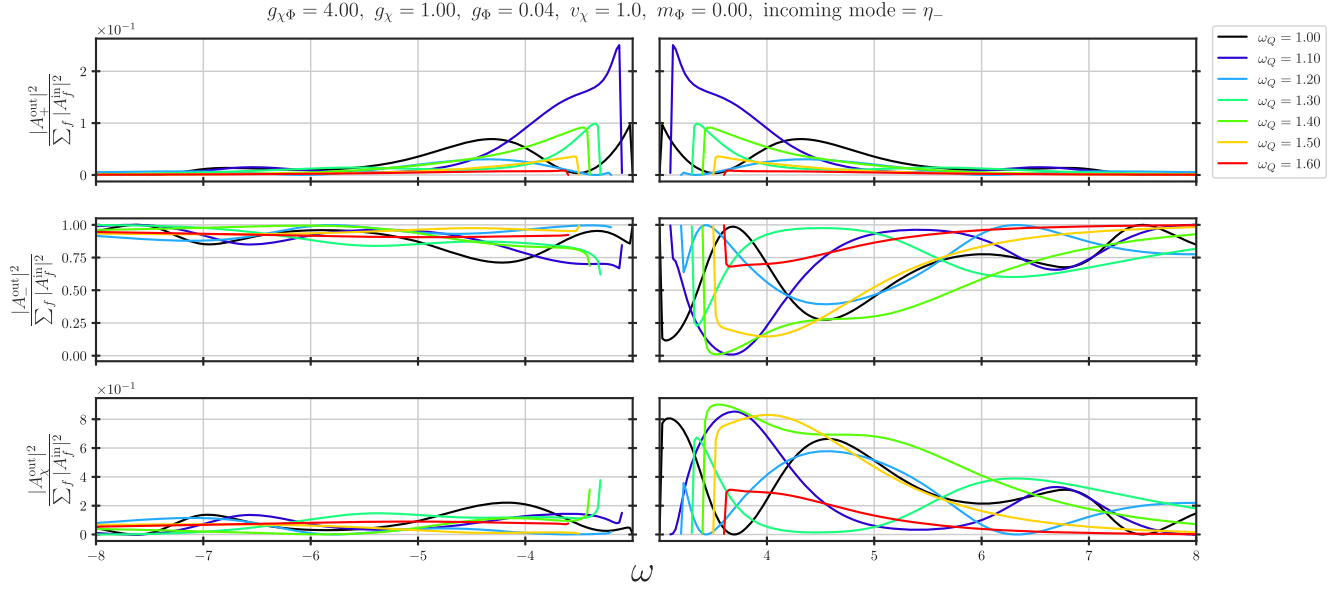 g_{χΦ} = 4.00, g_χ = 1.00, g_Φ = 0.04, v_χ = 1.0, m_Φ = 0.00, incoming mode = η_−
×10^{−1}
2
1
0
|A_+^{out}|^2 / ∑_f |A_f^{in}|^2
1.00
0.75
0.50
0.25
0.00
|A_−^{out}|^2 / ∑_f |A_f^{in}|^2
×10^{−1}
8
6
4
2
0
|A_χ^{out}|^2 / ∑_f |A_f^{in}|^2
−8 −7 −6 −5 −4 4 5 6 7 8
ω
ω_Q = 1.00
ω_Q = 1.10
ω_Q = 1.20
ω_Q = 1.30
ω_Q = 1.40
ω_Q = 1.50
ω_Q = 1.60